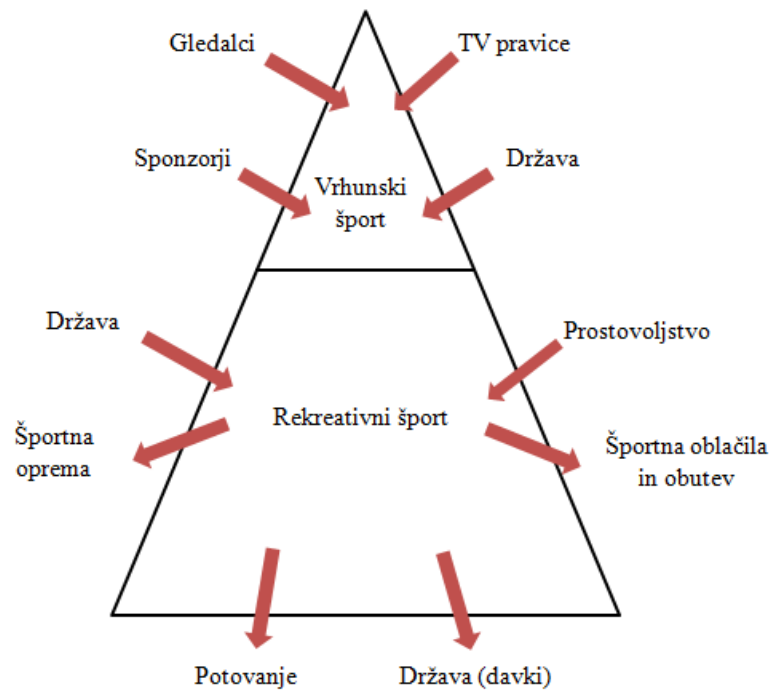 Gledalci
TV pravice
Sponzorji
Država
Vrhunski
šport
Država
Prostovoljstvo
Rekreativni šport
Športna
oprema
Športna oblačila
in obutev
Potovanje
Država (davki)